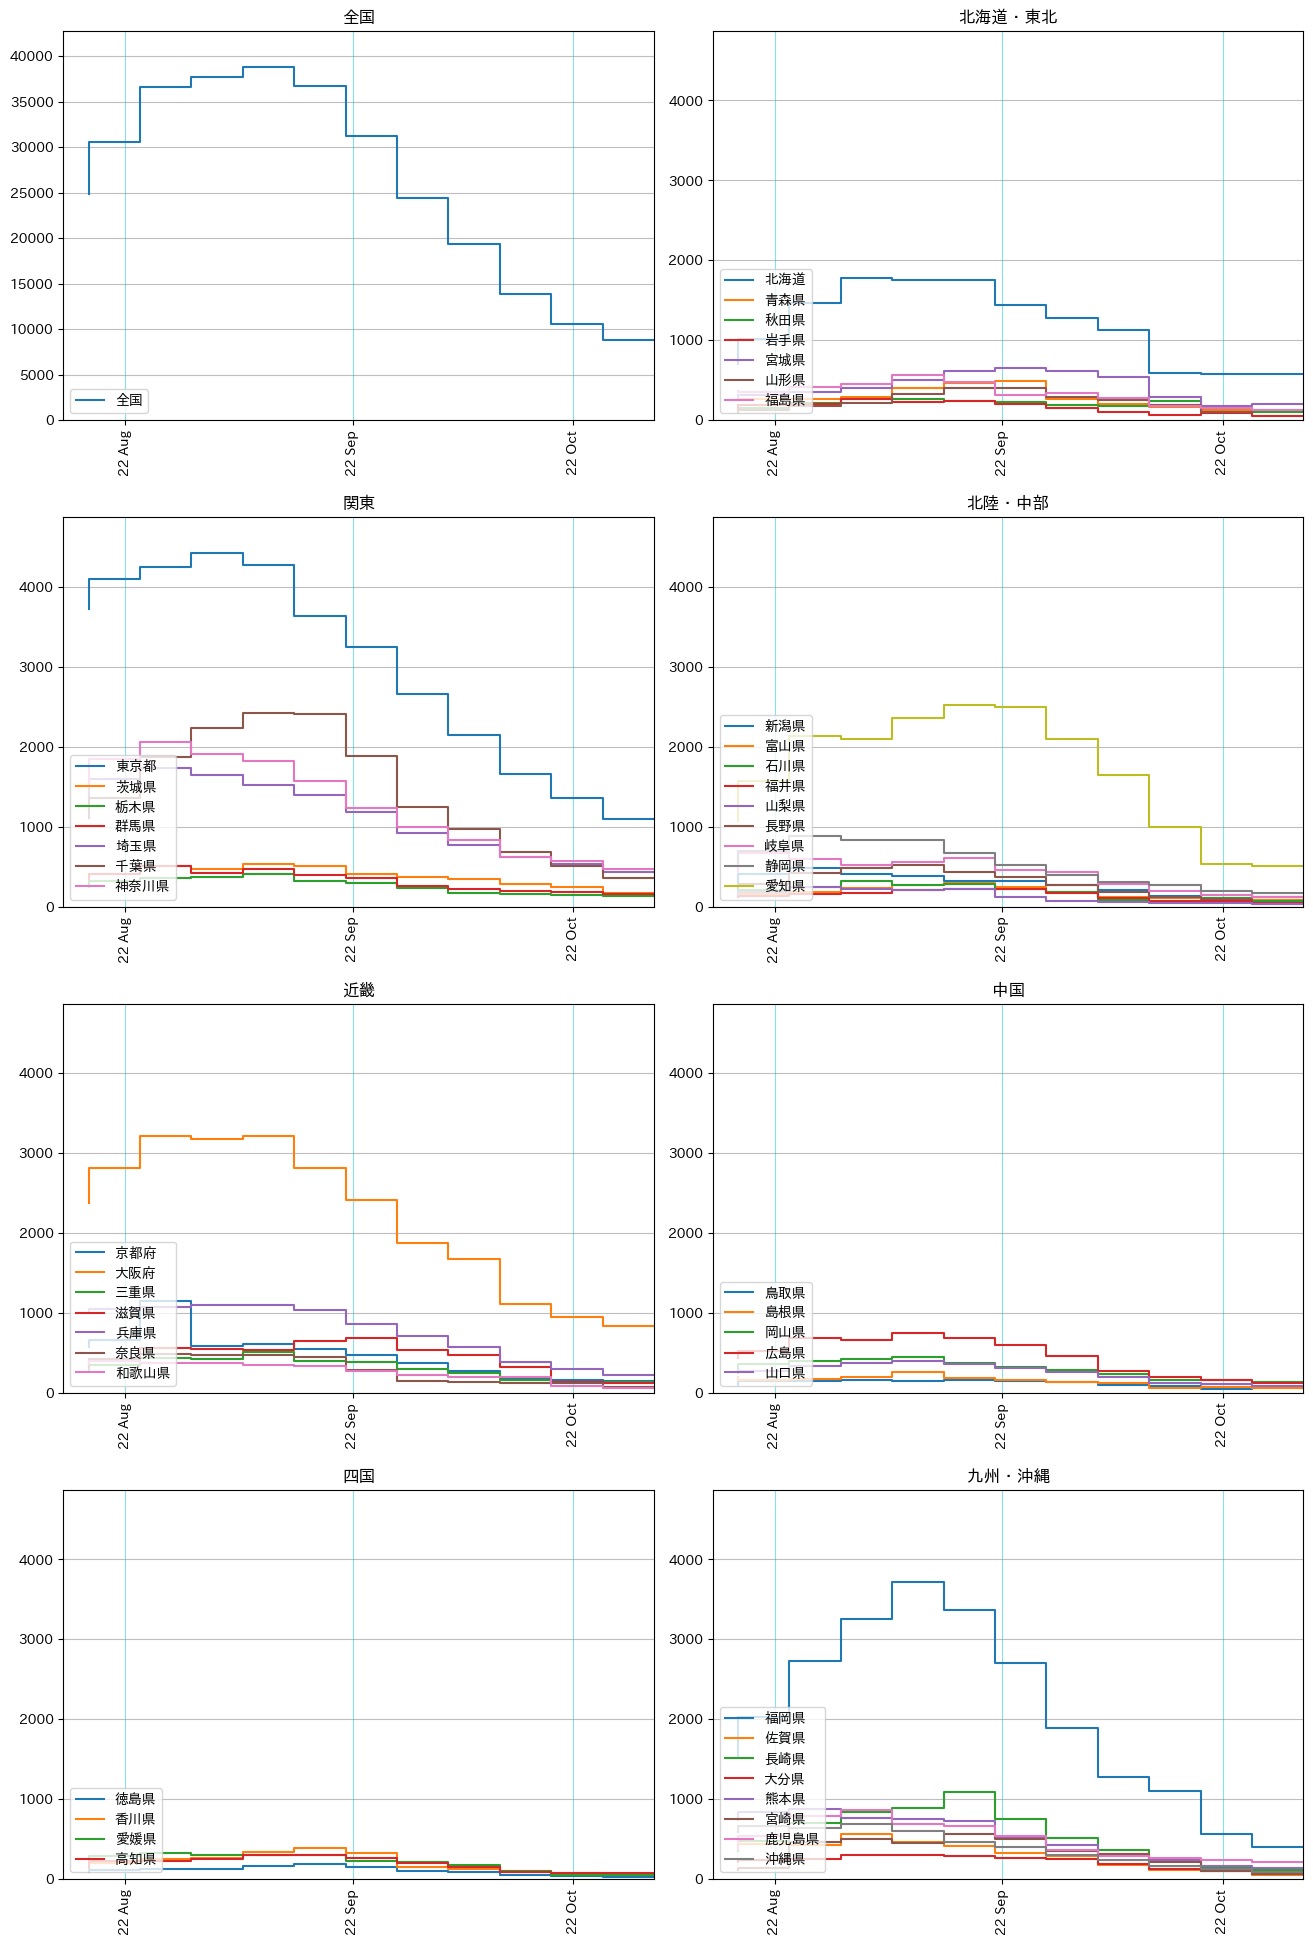 全国
40000
35000
30000
25000
20000
15000
10000
5000
0
全国
22 Aug
22 Sep
22 Oct
北海道・東北
4000
3000
2000
1000
0
北海道
青森県
秋田県
岩手県
宮城県
山形県
福島県
22 Aug
22 Sep
22 Oct
関東
4000
3000
2000
1000
0
東京都
茨城県
栃木県
群馬県
埼玉県
千葉県
神奈川県
22 Aug
22 Sep
22 Oct
北陸・中部
4000
3000
2000
1000
0
新潟県
富山県
石川県
福井県
山梨県
長野県
岐阜県
静岡県
愛知県
22 Aug
22 Sep
22 Oct
近畿
4000
3000
2000
1000
0
京都府
大阪府
三重県
滋賀県
兵庫県
奈良県
和歌山県
22 Aug
22 Sep
22 Oct
中国
4000
3000
2000
1000
0
鳥取県
島根県
岡山県
広島県
山口県
22 Aug
22 Sep
22 Oct
四国
4000
3000
2000
1000
0
徳島県
香川県
愛媛県
高知県
22 Aug
22 Sep
22 Oct
九州・沖縄
4000
3000
2000
1000
0
福岡県
佐賀県
長崎県
大分県
熊本県
宮崎県
鹿児島県
沖縄県
22 Aug
22 Sep
22 Oct